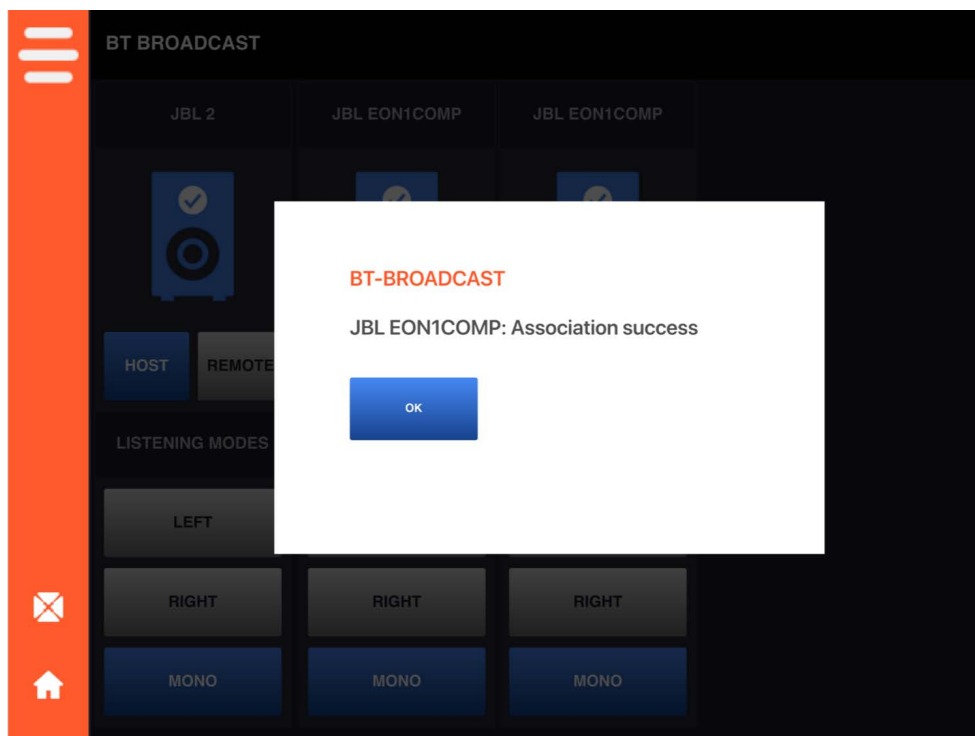 BT BROADCAST
JBL 2
JBL EON1COMP
JBL EON1COMP
BT-BROADCAST
JBL EON1COMP: Association success
OK
HOST
REMOTE
LISTENING MODES
LEFT
RIGHT
RIGHT
RIGHT
MONO
MONO
MONO